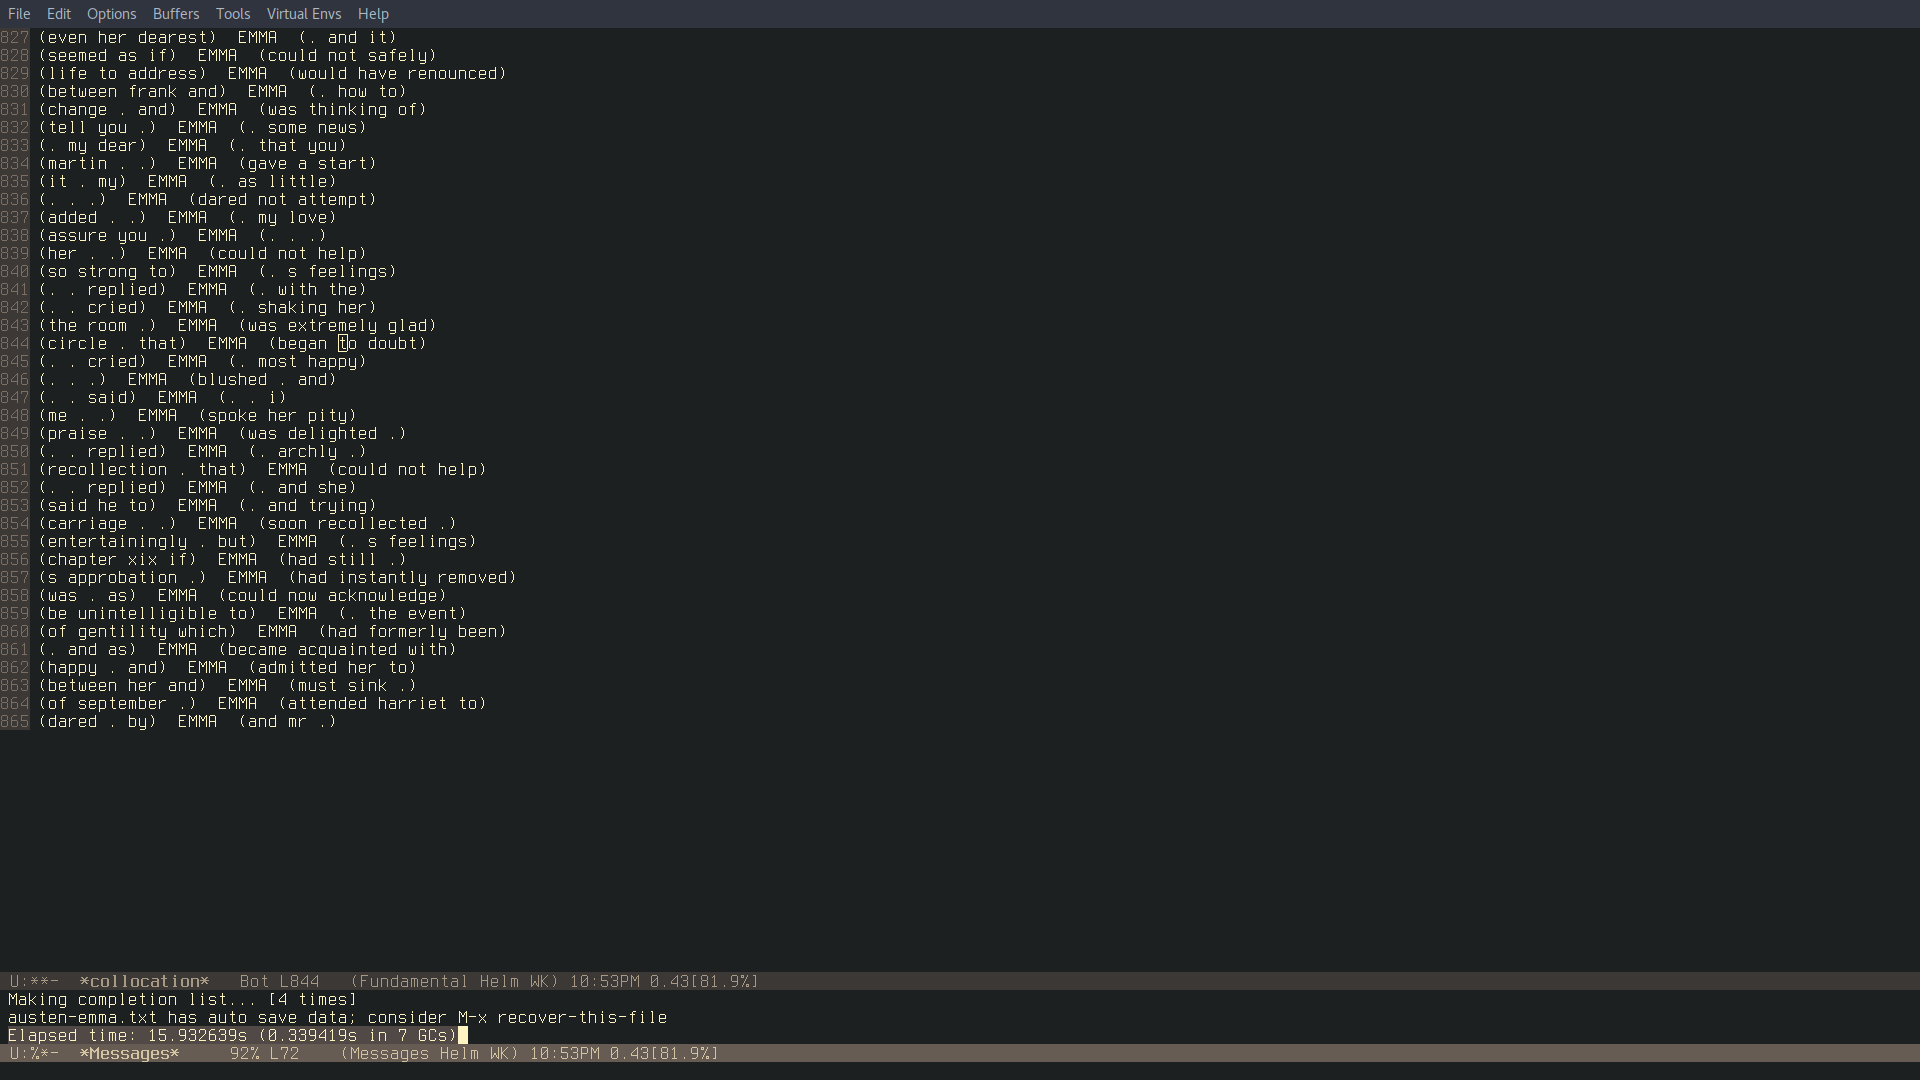 File Edit Options Buffers Tools Virtual Envs Help
827 (even her dearest)  EMMA  (. and it)
828 (seemed as if)  EMMA  (could not safely)
829 (life to address)  EMMA  (would have renounced)
830 (between frank and)  EMMA  (. how to)
831 (change . and)  EMMA  (was thinking of)
832 (tell you .)  EMMA  (. some news)
833 (. my dear)  EMMA  (. that you)
834 (martin . .)  EMMA  (gave a start)
835 (it . my)  EMMA  (. as little)
836 (. . .)  EMMA  (dared not attempt)
837 (added . .)  EMMA  (. my love)
838 (assure you .)  EMMA  (. . .)
839 (her . .)  EMMA  (could not help)
840 (so strong to)  EMMA  (. s feelings)
841 (. . replied)  EMMA  (. with the)
842 (. . cried)  EMMA  (. shaking her)
843 (the room .)  EMMA  (was extremely glad)
844 (circle . that)  EMMA  (began to doubt)
845 (. . cried)  EMMA  (. most happy)
846 (. . .)  EMMA  (blushed . and)
847 (. . said)  EMMA  (. . i)
848 (me . .)  EMMA  (spoke her pity)
849 (praise . .)  EMMA  (was delighted .)
850 (. . replied)  EMMA  (. archly .)
851 (recollection . that)  EMMA  (could not help)
852 (. . replied)  EMMA  (. and she)
853 (said he to)  EMMA  (. and trying)
854 (carriage . .)  EMMA  (soon recollected .)
855 (entertainingly . but)  EMMA  (. s feelings)
856 (chapter xix if)  EMMA  (had still .)
857 (s approbation .)  EMMA  (had instantly removed)
858 (was . as)  EMMA  (could now acknowledge)
859 (be unintelligible to)  EMMA  (. the event)
860 (of gentility which)  EMMA  (had formerly been)
861 (. and as)  EMMA  (became acquainted with)
862 (happy . and)  EMMA  (admitted her to)
863 (between her and)  EMMA  (must sink .)
864 (of september .)  EMMA  (attended harriet to)
865 (dared . by)  EMMA  (and mr .)
U:**-  *collocation*   Bot L844   (Fundamental Helm WK) 10:53PM 0.43[81.9%]
Making completion list... [4 times]
austen-emma.txt has auto save data; consider M-x recover-this-file
Elapsed time: 15.932639s (0.339419s in 7 GCs)
U:%*-  *Messages*     92% L72    (Messages Helm WK) 10:53PM 0.43[81.9%]